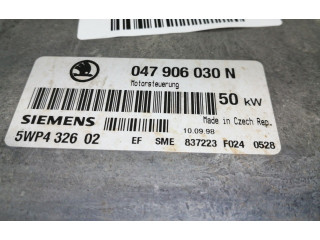 047 906 030 N
Motorsteuerung
50 kW
SIEMENS
Made in Czech Rep.
10.09.98
5WP4 326 02
EF SME 837223 F024 0528